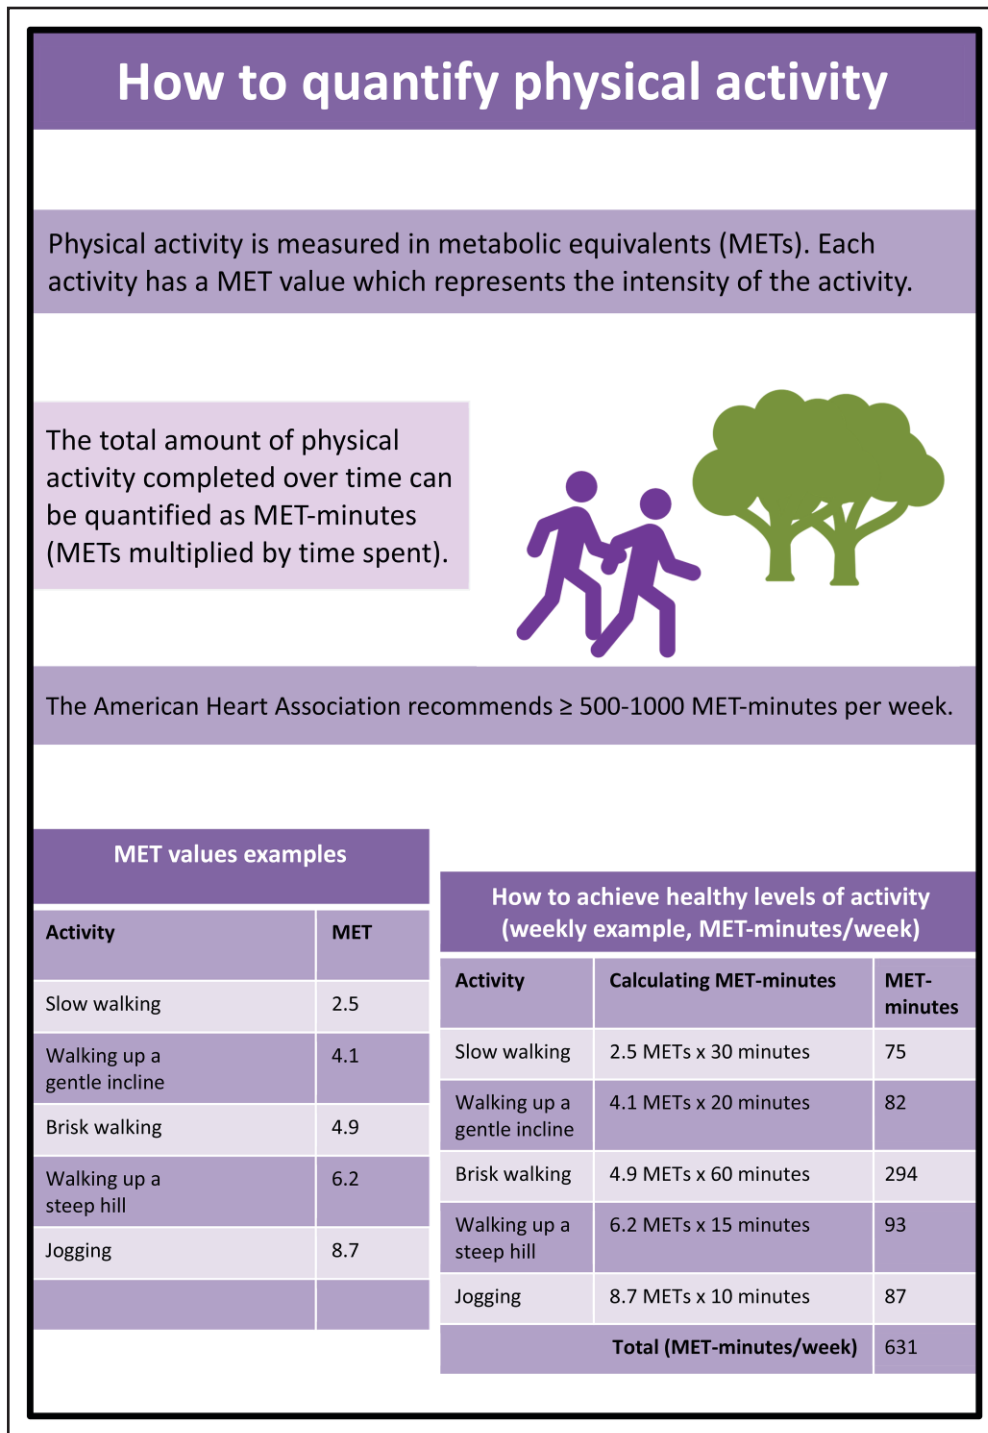 How to quantify physical activity
Physical activity is measured in metabolic equivalents (METs). Each
activity has a MET value which represents the intensity of the activity.
The total amount of physical
activity completed over time can
be quantified as MET-minutes
(METs multiplied by time spent).
The American Heart Association recommends ≥ 500-1000 MET-minutes per week.
MET values examples
Activity MET
Slow walking 2.5
Walking up a 4.1
gentle incline
Brisk walking 4.9
Walking up a 6.2
steep hill
Jogging 8.7
How to achieve healthy levels of activity
(weekly example, MET-minutes/week)
Activity Calculating MET-minutes MET-
minutes
Slow walking 2.5 METs x 30 minutes 75
Walking up a 4.1 METs x 20 minutes 82
gentle incline
Brisk walking 4.9 METs x 60 minutes 294
Walking up a 6.2 METs x 15 minutes 93
steep hill
Jogging 8.7 METs x 10 minutes 87
Total (MET-minutes/week) 631